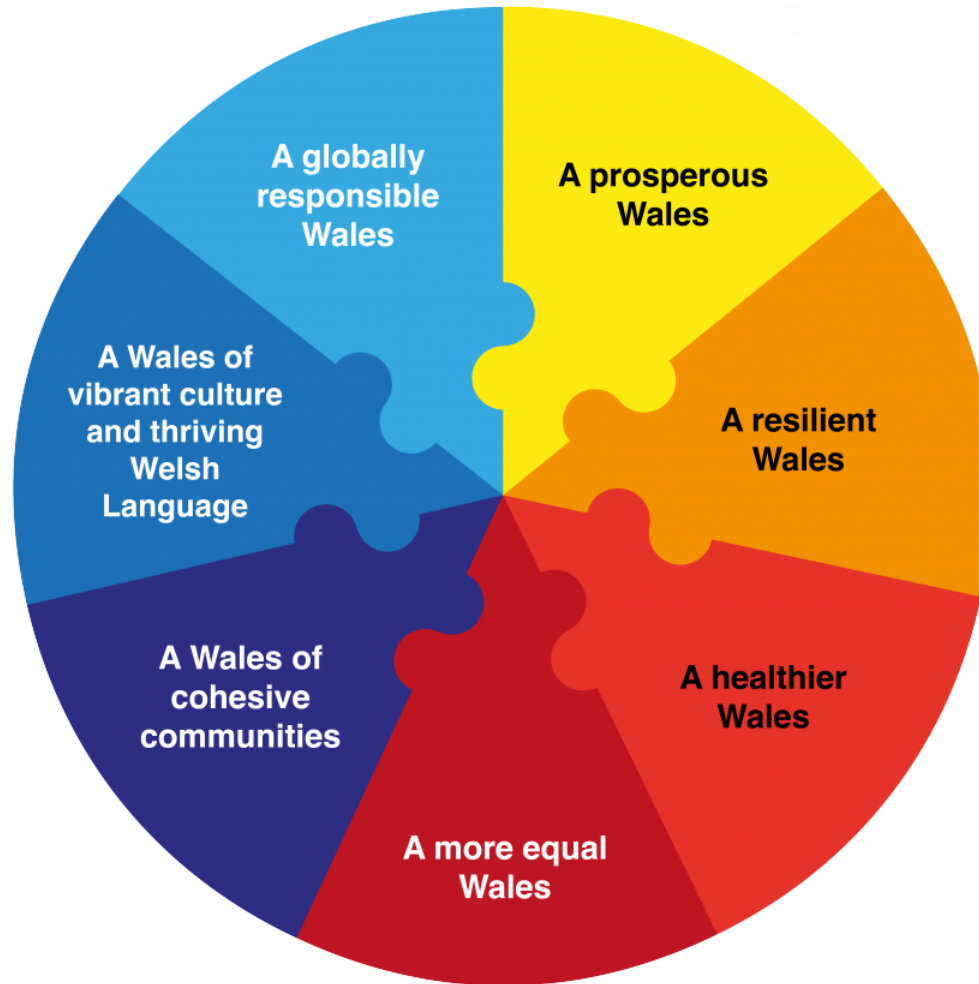 A prosperous
Wales
A resilient
Wales
A healthier
Wales
A more equal
Wales
A Wales of
cohesive
communities
A Wales of
vibrant culture
and thriving
Welsh
Language
A globally
responsible
Wales